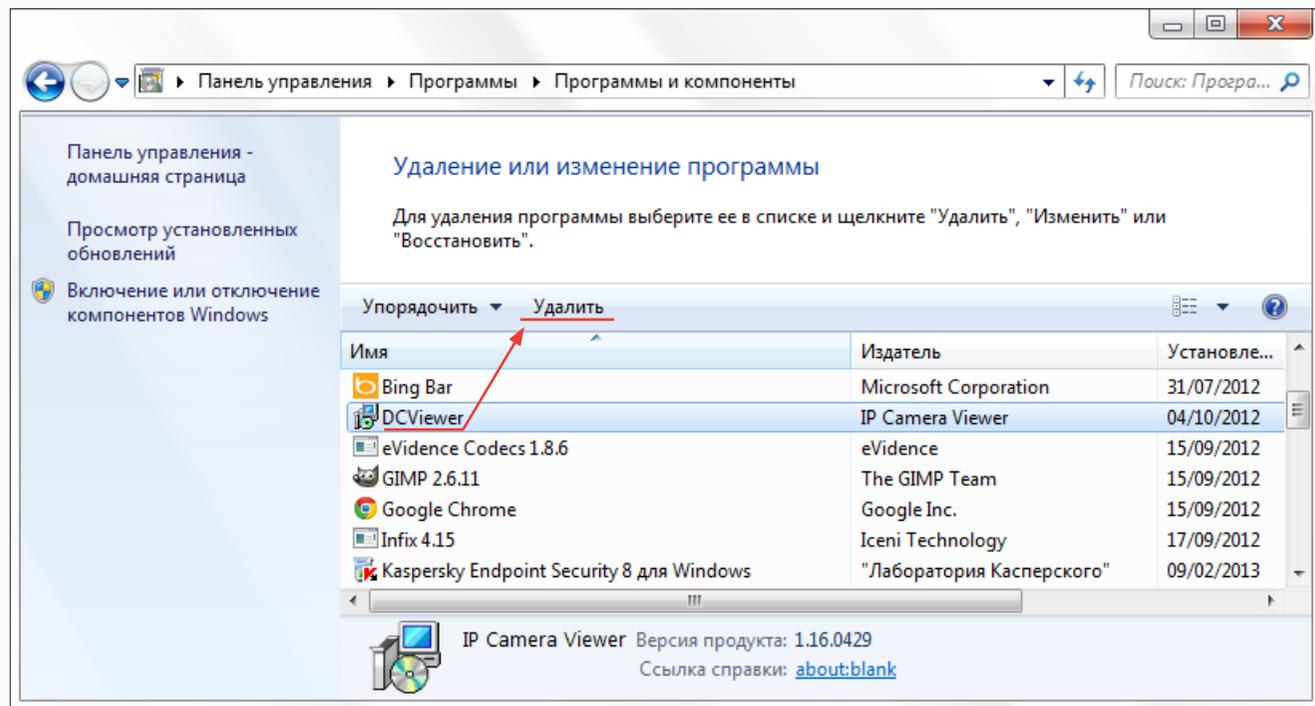 Панель управления Программы Программы и компоненты
Поиск: Програ...
Панель управления -
домашняя страница
Просмотр установленных
обновлений
Включение или отключение
компонентов Windows
Удаление или изменение программы
Для удаления программы выберите ее в списке и щелкните "Удалить", "Изменить" или
"Восстановить".
Упорядочить Удалить
Имя Издатель Установле...
Bing Bar Microsoft Corporation 31/07/2012
DCViewer IP Camera Viewer 04/10/2012
eVidence Codecs 1.8.6 eVidence 15/09/2012
GIMP 2.6.11 The GIMP Team 15/09/2012
Google Chrome Google Inc. 15/09/2012
Infix 4.15 Iceni Technology 17/09/2012
Kaspersky Endpoint Security 8 для Windows "Лаборатория Касперского" 09/02/2013
IP Camera Viewer Версия продукта: 1.16.0429
Ссылка справки: about:blank